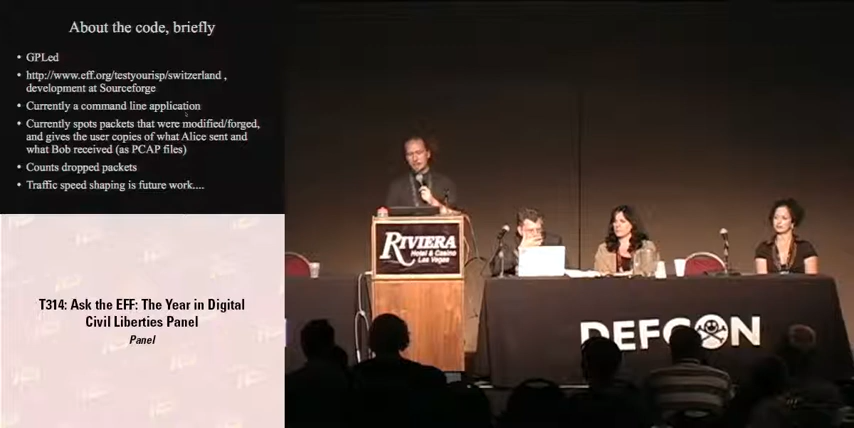 About the code, briefly
• GPLed
• http://www.eff.org/testyourisp/switzerland ,
development at Sourceforge
• Currently a command line application
• Currently spots packets that were modified/forged,
and gives the user copies of what Alice sent and
what Bob received (as PCAP files)
• Counts dropped packets
• Traffic speed shaping is future work....
T314: Ask the EFF: The Year in Digital
Civil Liberties Panel
Panel
RIVIERA
Hotel & Casino
Las Vegas
DEFCON